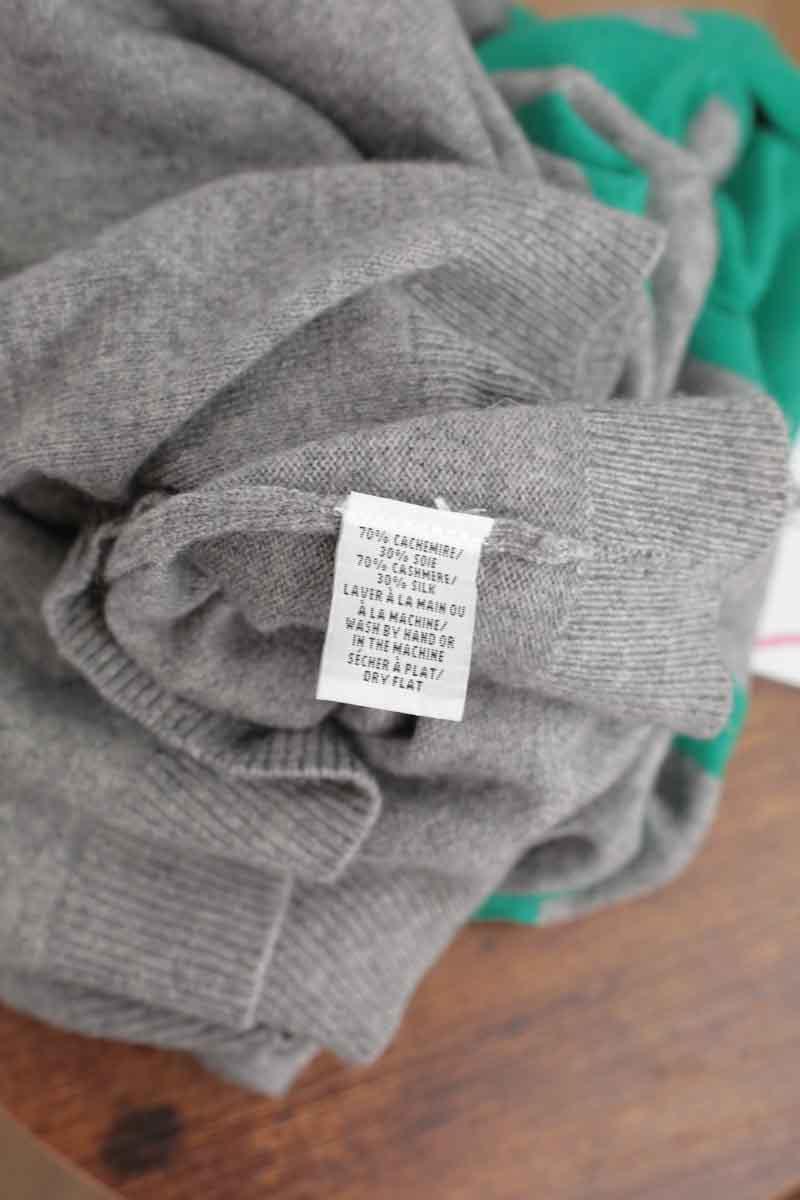 70% CACHEMIRE/
30% SOIE
70% CASHMERE/
30% SILK
LAVER À LA MAIN OU
À LA MACHINE/
WASH BY HAND OR
IN THE MACHINE
SÉCHER À PLAT/
DRY FLAT